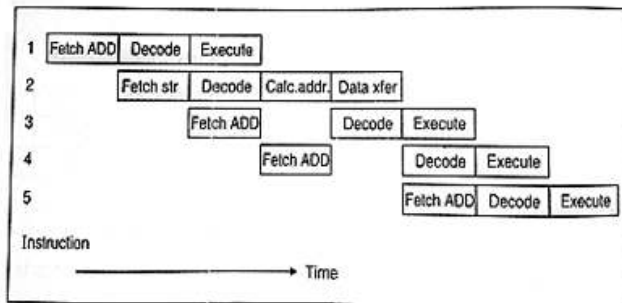 1 Fetch ADD Decode Execute
2 Fetch str Decode Calc.addr. Data xfer
3 Fetch ADD Decode Execute
4 Fetch ADD Decode Execute
5 Fetch ADD Decode Execute
Instruction
Time